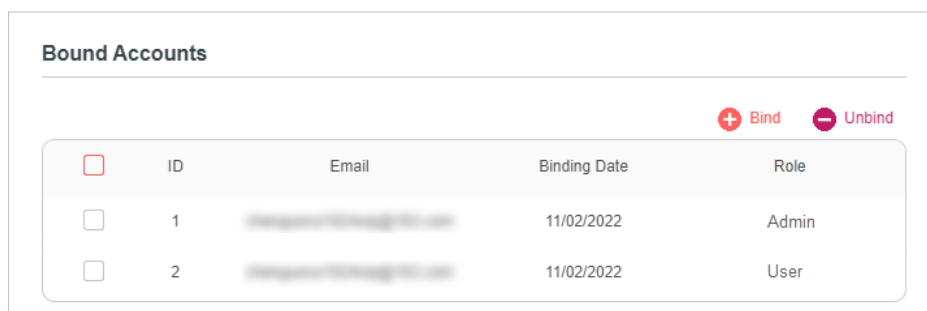 Bound Accounts
Bind Unbind
ID Email Binding Date Role
1 11/02/2022 Admin
2 11/02/2022 User